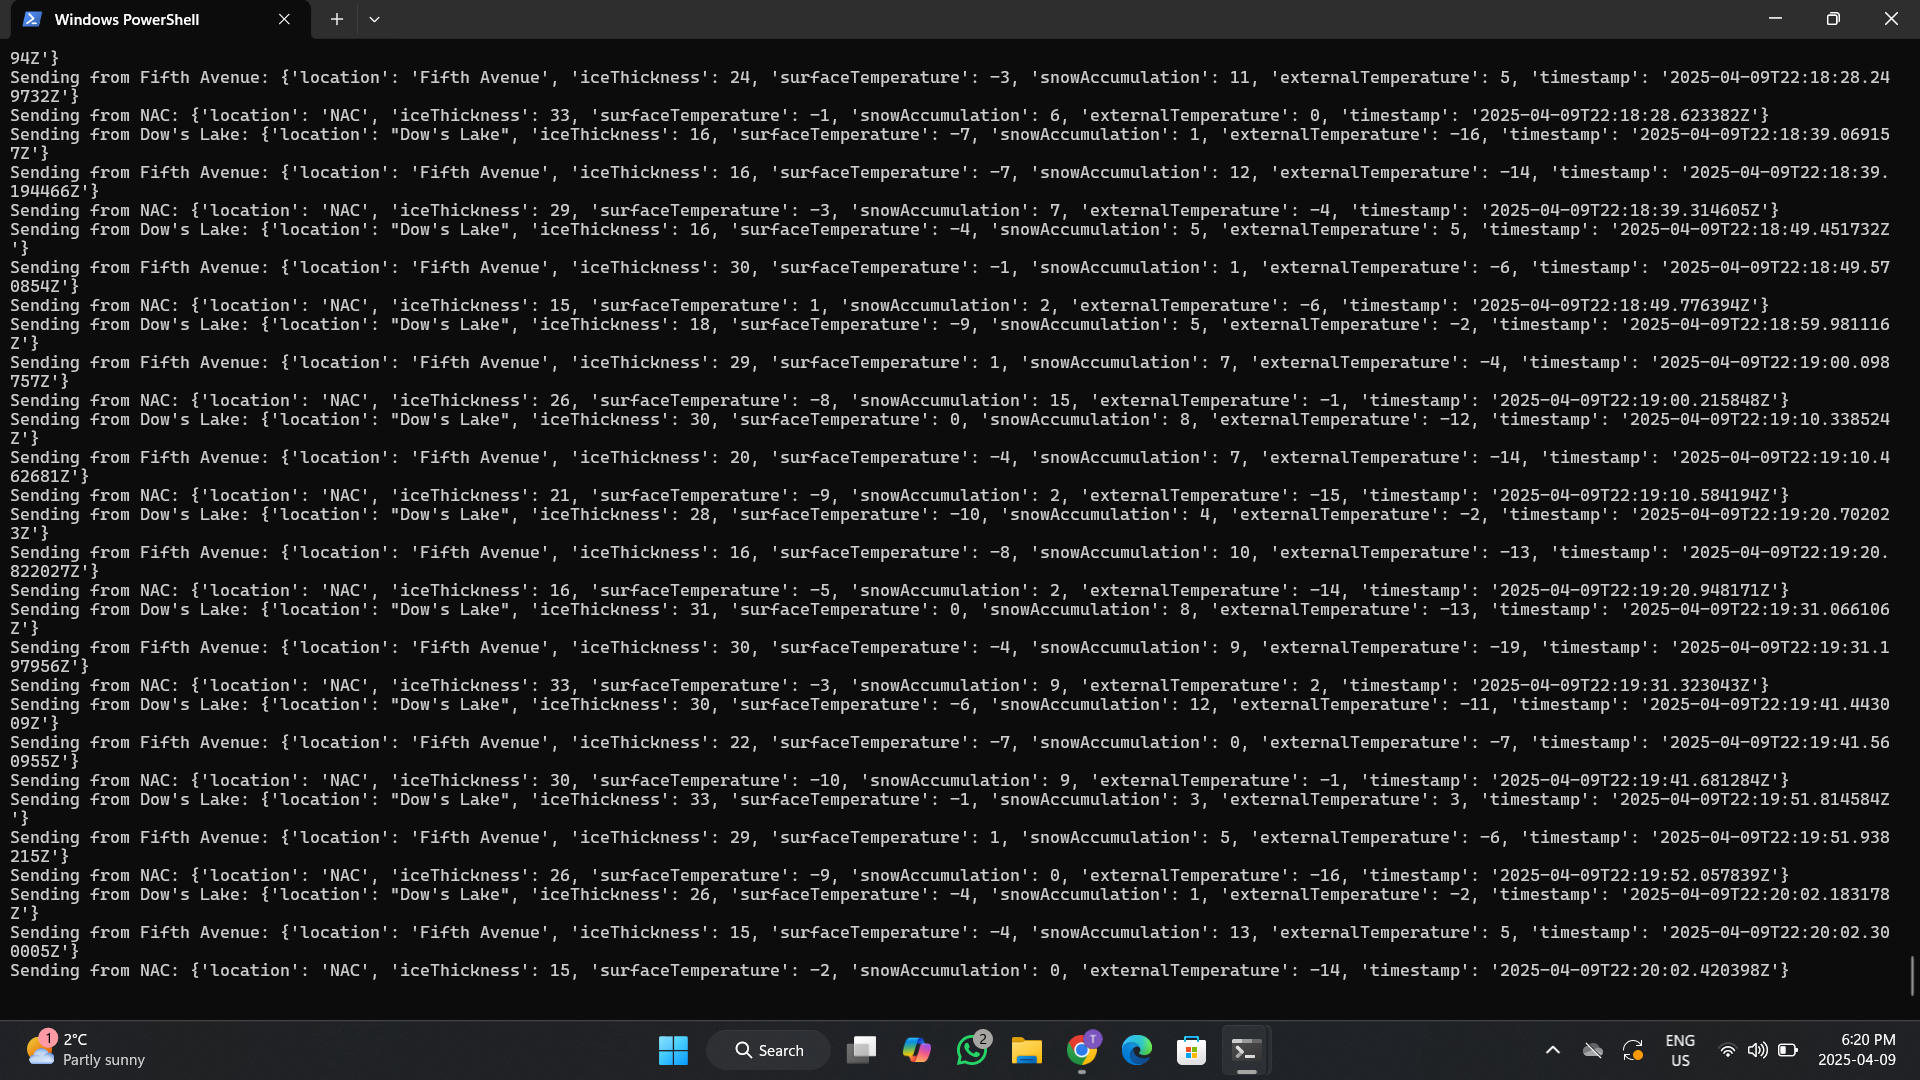 Windows PowerShell
94Z'}
Sending from Fifth Avenue: {'location': 'Fifth Avenue', 'iceThickness': 24, 'surfaceTemperature': -3, 'snowAccumulation': 11, 'externalTemperature': 5, 'timestamp': '2025-04-09T22:18:28.24
9732Z'}
Sending from NAC: {'location': 'NAC', 'iceThickness': 33, 'surfaceTemperature': -1, 'snowAccumulation': 6, 'externalTemperature': 0, 'timestamp': '2025-04-09T22:18:28.623382Z'}
Sending from Dow's Lake: {'location': "Dow's Lake", 'iceThickness': 16, 'surfaceTemperature': -7, 'snowAccumulation': 1, 'externalTemperature': -16, 'timestamp': '2025-04-09T22:18:39.06915
7Z'}
Sending from Fifth Avenue: {'location': 'Fifth Avenue', 'iceThickness': 16, 'surfaceTemperature': -7, 'snowAccumulation': 12, 'externalTemperature': -14, 'timestamp': '2025-04-09T22:18:39.
194466Z'}
Sending from NAC: {'location': 'NAC', 'iceThickness': 29, 'surfaceTemperature': -3, 'snowAccumulation': 7, 'externalTemperature': -4, 'timestamp': '2025-04-09T22:18:39.314605Z'}
Sending from Dow's Lake: {'location': "Dow's Lake", 'iceThickness': 16, 'surfaceTemperature': -4, 'snowAccumulation': 5, 'externalTemperature': 5, 'timestamp': '2025-04-09T22:18:49.451732Z
'}
Sending from Fifth Avenue: {'location': 'Fifth Avenue', 'iceThickness': 30, 'surfaceTemperature': -1, 'snowAccumulation': 1, 'externalTemperature': -6, 'timestamp': '2025-04-09T22:18:49.57
0854Z'}
Sending from NAC: {'location': 'NAC', 'iceThickness': 15, 'surfaceTemperature': 1, 'snowAccumulation': 2, 'externalTemperature': -6, 'timestamp': '2025-04-09T22:18:49.776394Z'}
Sending from Dow's Lake: {'location': "Dow's Lake", 'iceThickness': 18, 'surfaceTemperature': -9, 'snowAccumulation': 5, 'externalTemperature': -2, 'timestamp': '2025-04-09T22:18:59.981116
Z'}
Sending from Fifth Avenue: {'location': 'Fifth Avenue', 'iceThickness': 29, 'surfaceTemperature': 1, 'snowAccumulation': 7, 'externalTemperature': -4, 'timestamp': '2025-04-09T22:19:00.098
757Z'}
Sending from NAC: {'location': 'NAC', 'iceThickness': 26, 'surfaceTemperature': -8, 'snowAccumulation': 15, 'externalTemperature': -1, 'timestamp': '2025-04-09T22:19:00.215848Z'}
Sending from Dow's Lake: {'location': "Dow's Lake", 'iceThickness': 30, 'surfaceTemperature': 0, 'snowAccumulation': 8, 'externalTemperature': -12, 'timestamp': '2025-04-09T22:19:10.338524
Z'}
Sending from Fifth Avenue: {'location': 'Fifth Avenue', 'iceThickness': 20, 'surfaceTemperature': -4, 'snowAccumulation': 7, 'externalTemperature': -14, 'timestamp': '2025-04-09T22:19:10.4
62681Z'}
Sending from NAC: {'location': 'NAC', 'iceThickness': 21, 'surfaceTemperature': -9, 'snowAccumulation': 2, 'externalTemperature': -15, 'timestamp': '2025-04-09T22:19:10.584194Z'}
Sending from Dow's Lake: {'location': "Dow's Lake", 'iceThickness': 28, 'surfaceTemperature': -10, 'snowAccumulation': 4, 'externalTemperature': -2, 'timestamp': '2025-04-09T22:19:20.70202
3Z'}
Sending from Fifth Avenue: {'location': 'Fifth Avenue', 'iceThickness': 16, 'surfaceTemperature': -8, 'snowAccumulation': 10, 'externalTemperature': -13, 'timestamp': '2025-04-09T22:19:20.
822027Z'}
Sending from NAC: {'location': 'NAC', 'iceThickness': 16, 'surfaceTemperature': -5, 'snowAccumulation': 2, 'externalTemperature': -14, 'timestamp': '2025-04-09T22:19:20.948171Z'}
Sending from Dow's Lake: {'location': "Dow's Lake", 'iceThickness': 31, 'surfaceTemperature': 0, 'snowAccumulation': 8, 'externalTemperature': -13, 'timestamp': '2025-04-09T22:19:31.066106
Z'}
Sending from Fifth Avenue: {'location': 'Fifth Avenue', 'iceThickness': 30, 'surfaceTemperature': -4, 'snowAccumulation': 9, 'externalTemperature': -19, 'timestamp': '2025-04-09T22:19:31.1
97956Z'}
Sending from NAC: {'location': 'NAC', 'iceThickness': 33, 'surfaceTemperature': -3, 'snowAccumulation': 9, 'externalTemperature': 2, 'timestamp': '2025-04-09T22:19:31.323043Z'}
Sending from Dow's Lake: {'location': "Dow's Lake", 'iceThickness': 30, 'surfaceTemperature': -6, 'snowAccumulation': 12, 'externalTemperature': -11, 'timestamp': '2025-04-09T22:19:41.4430
09Z'}
Sending from Fifth Avenue: {'location': 'Fifth Avenue', 'iceThickness': 22, 'surfaceTemperature': -7, 'snowAccumulation': 0, 'externalTemperature': -7, 'timestamp': '2025-04-09T22:19:41.56
0955Z'}
Sending from NAC: {'location': 'NAC', 'iceThickness': 30, 'surfaceTemperature': -10, 'snowAccumulation': 9, 'externalTemperature': -1, 'timestamp': '2025-04-09T22:19:41.681284Z'}
Sending from Dow's Lake: {'location': "Dow's Lake", 'iceThickness': 33, 'surfaceTemperature': -1, 'snowAccumulation': 3, 'externalTemperature': 3, 'timestamp': '2025-04-09T22:19:51.814584Z
'}
Sending from Fifth Avenue: {'location': 'Fifth Avenue', 'iceThickness': 29, 'surfaceTemperature': 1, 'snowAccumulation': 5, 'externalTemperature': -6, 'timestamp': '2025-04-09T22:19:51.938
215Z'}
Sending from NAC: {'location': 'NAC', 'iceThickness': 26, 'surfaceTemperature': -9, 'snowAccumulation': 0, 'externalTemperature': -16, 'timestamp': '2025-04-09T22:19:52.057839Z'}
Sending from Dow's Lake: {'location': "Dow's Lake", 'iceThickness': 26, 'surfaceTemperature': -4, 'snowAccumulation': 1, 'externalTemperature': -2, 'timestamp': '2025-04-09T22:20:02.183178
Z'}
Sending from Fifth Avenue: {'location': 'Fifth Avenue', 'iceThickness': 15, 'surfaceTemperature': -4, 'snowAccumulation': 13, 'externalTemperature': 5, 'timestamp': '2025-04-09T22:20:02.30
0005Z'}
Sending from NAC: {'location': 'NAC', 'iceThickness': 15, 'surfaceTemperature': -2, 'snowAccumulation': 0, 'externalTemperature': -14, 'timestamp': '2025-04-09T22:20:02.420398Z'}
1
2°C
Partly sunny
Search
2
T
ENG
US
6:20 PM
2025-04-09